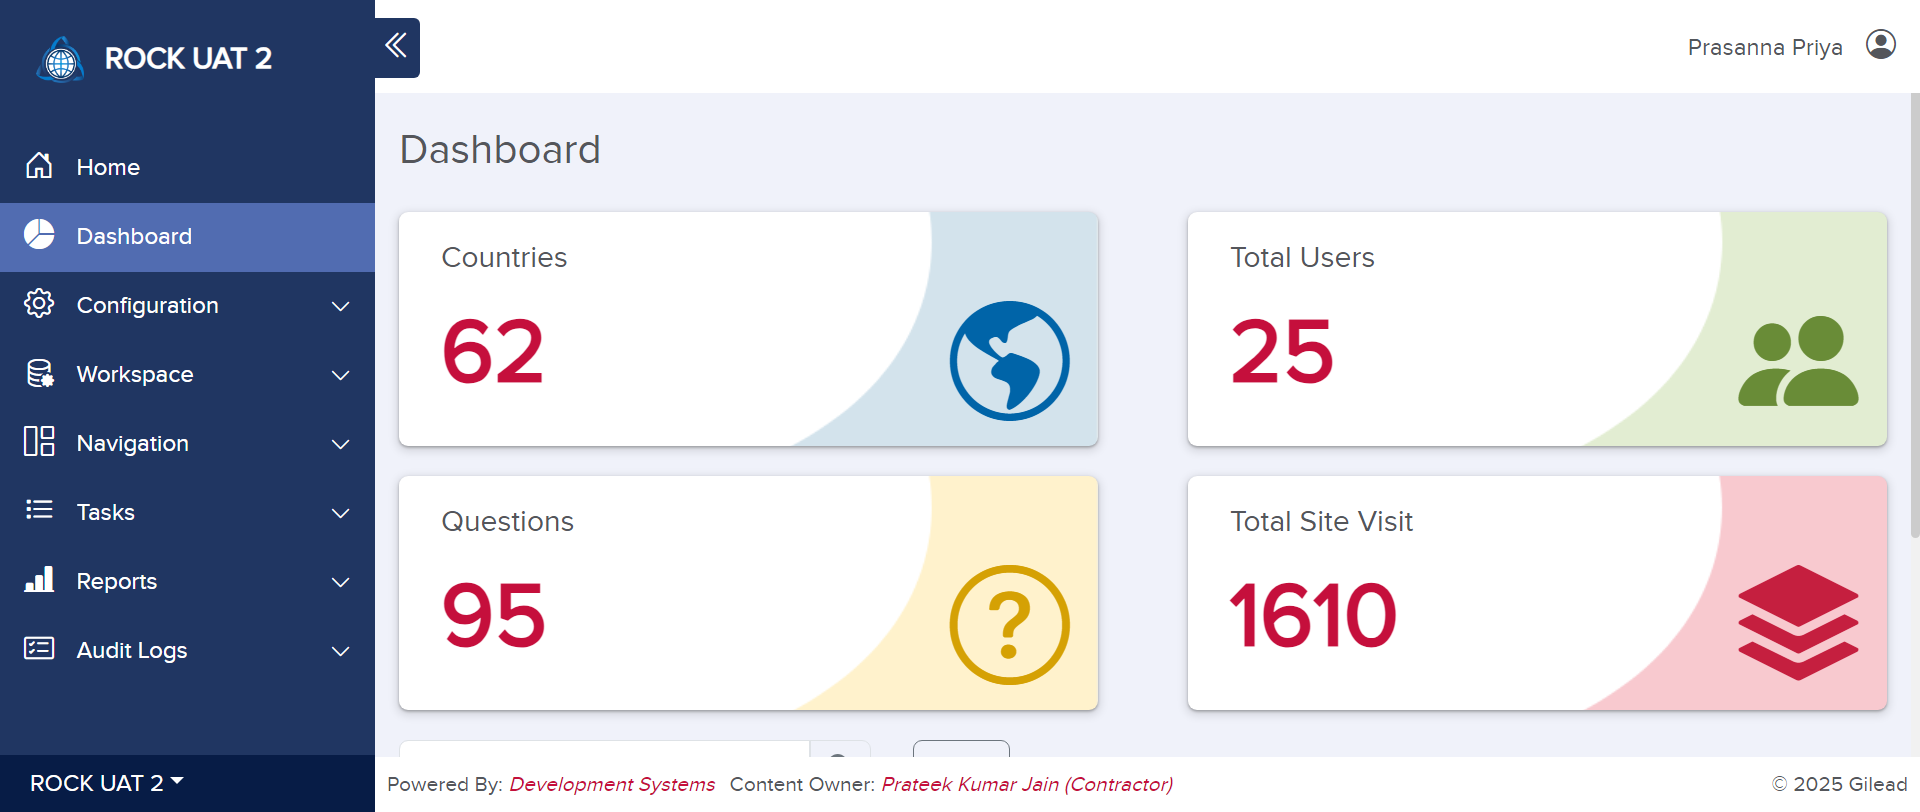 ROCK UAT 2
Prasanna Priya
Home
Dashboard
Configuration
Workspace
Navigation
Tasks
Reports
Audit Logs
ROCK UAT 2
Dashboard
Countries
62
Total Users
25
Questions
95
Total Site Visit
1610
Powered By: Development Systems Content Owner: Prateek Kumar Jain (Contractor)
© 2025 Gilead